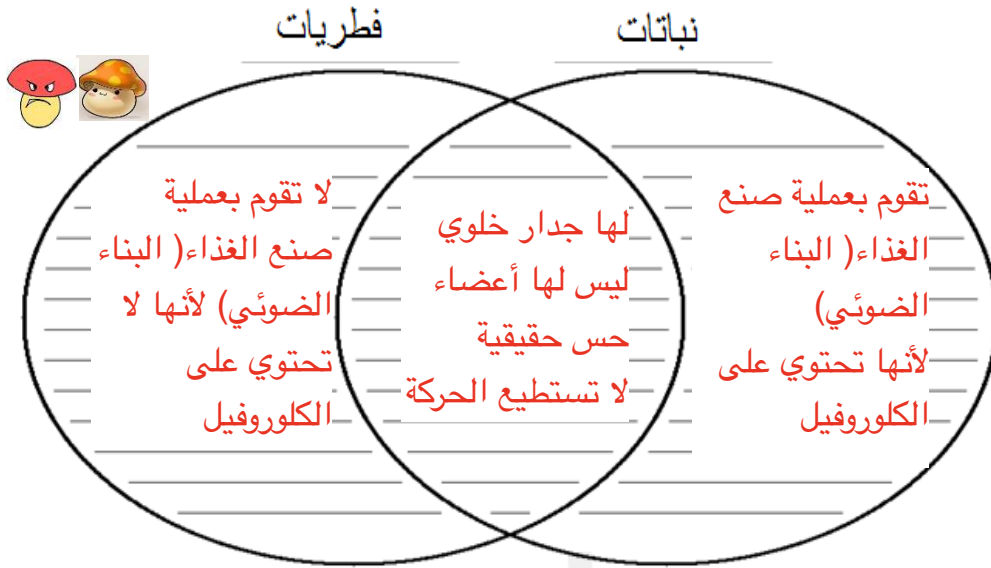 نباتات
فطريات
تقوم بعملية صنع
الغذاء( البناء
الضوئي)
لأنها تحتوي على
الكلوروفيل
لها جدار خلوي
ليس لها أعضاء
حس حقيقية
لا تستطيع الحركة
لا تقوم بعملية
صنع الغذاء( البناء
الضوئي) لأنها لا
تحتوي على
الكلوروفيل